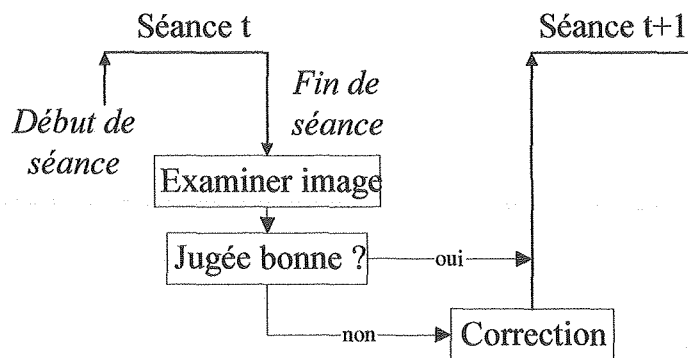 Séance t
Séance t+1
Début de
séance
Fin de
séance
Examiner image
Jugée bonne ?
oui
non
Correction